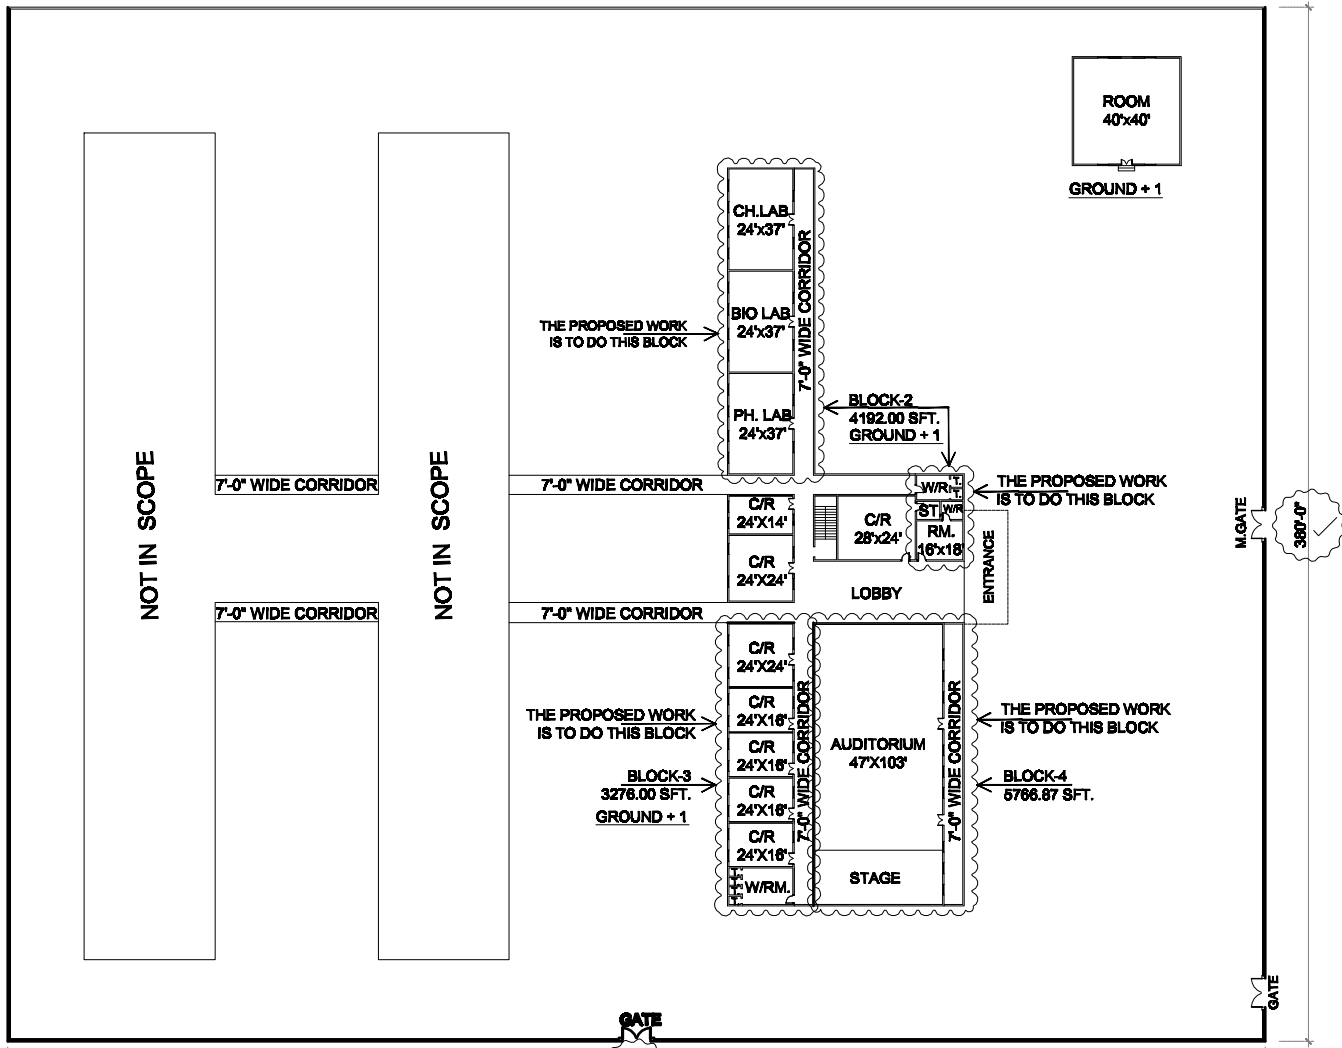 ROOM
40'x40'
GROUND + 1
CH.LAB
24'x37'
7'-0" WIDE CORRIDOR
BIO LAB
24'x37'
THE PROPOSED WORK
IS TO DO THIS BLOCK
PH. LAB
24'x37'
BLOCK-2
4192.00 SFT.
GROUND + 1
NOT IN SCOPE
NOT IN SCOPE
7'-0" WIDE CORRIDOR
7'-0" WIDE CORRIDOR
W/R
T.
T.
THE PROPOSED WORK
IS TO DO THIS BLOCK
C/R
24'X14'
C/R
28'x24'
ST
W/R
RM.
16'x18'
C/R
24'X24'
LOBBY
ENTRANCE
M.GATE
380'-0"
7'-0" WIDE CORRIDOR
7'-0" WIDE CORRIDOR
C/R
24'X24'
C/R
24'X16'
C/R
24'X16'
C/R
24'X16'
C/R
24'X16'
W/RM.
7'-0" WIDE CORRIDOR
THE PROPOSED WORK
IS TO DO THIS BLOCK
BLOCK-3
3276.00 SFT.
GROUND + 1
AUDITORIUM
47'X103'
STAGE
7'-0" WIDE CORRIDOR
THE PROPOSED WORK
IS TO DO THIS BLOCK
BLOCK-4
5766.87 SFT.
GATE
GATE